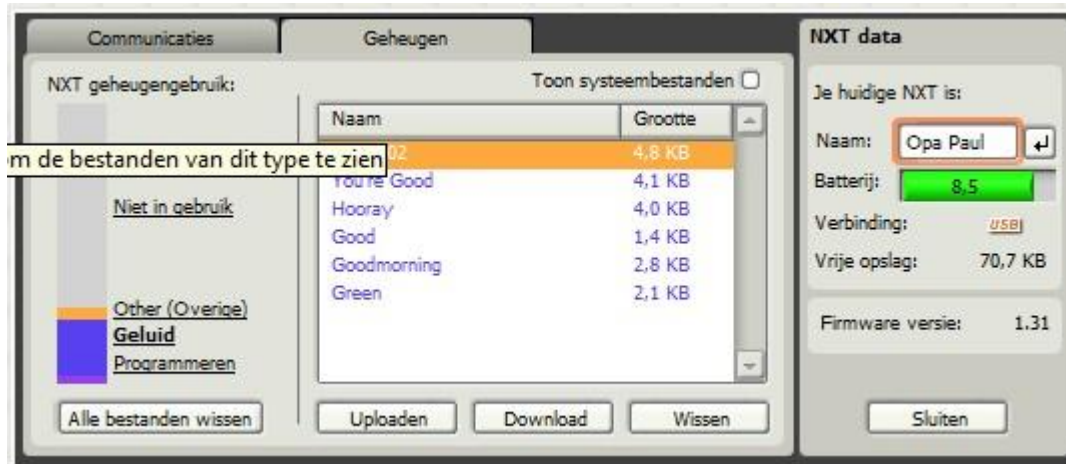 Communicaties
Geheugen
NXT geheugengebruik:
Toon systeembestanden
Naam Grootte
om de bestanden van dit type te zien
02 4,8 KB
You're Good 4,1 KB
Hooray 4,0 KB
Good 1,4 KB
Goodmorning 2,8 KB
Green 2,1 KB
Niet in gebruik
Other (Overige)
Geluid
Programmeren
Alle bestanden wissen
Uploaden
Download
Wissen
NXT data
Je huidige NXT is:
Naam: Opa Paul
Batterij: 8,5
Verbinding: USB
Vrije opslag: 70,7 KB
Firmware versie: 1.31
Sluiten